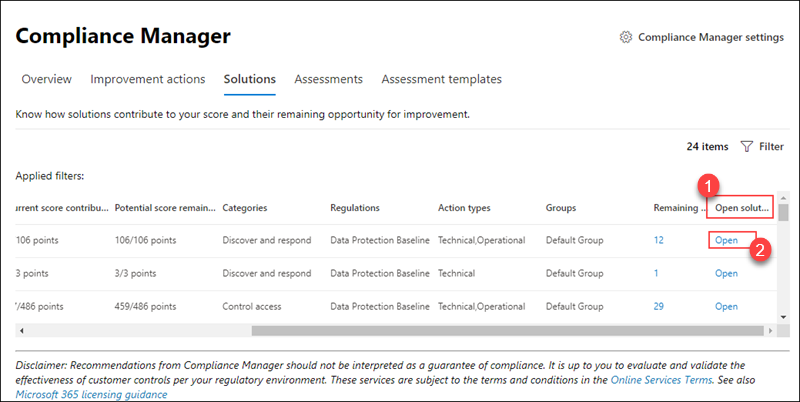 Compliance Manager
Compliance Manager settings
Overview Improvement actions Solutions Assessments Assessment templates
Know how solutions contribute to your score and their remaining opportunity for improvement.
24 items Filter
Applied filters:
1
urrent score contribu... Potential score remain... Categories Regulations Action types Groups Remaining ... Open solut...
/106 points 106/106 points Discover and respond Data Protection Baseline Technical,Operational Default Group 12 Open
2
3 points 3/3 points Discover and respond Data Protection Baseline Technical Default Group 1 Open
7/486 points 459/486 points Control access Data Protection Baseline Technical,Operational Default Group 29 Open
Disclaimer: Recommendations from Compliance Manager should not be interpreted as a guarantee of compliance. It is up to you to evaluate and validate the
effectiveness of customer controls per your regulatory environment. These services are subject to the terms and conditions in the Online Services Terms. See also
Microsoft 365 licensing guidance